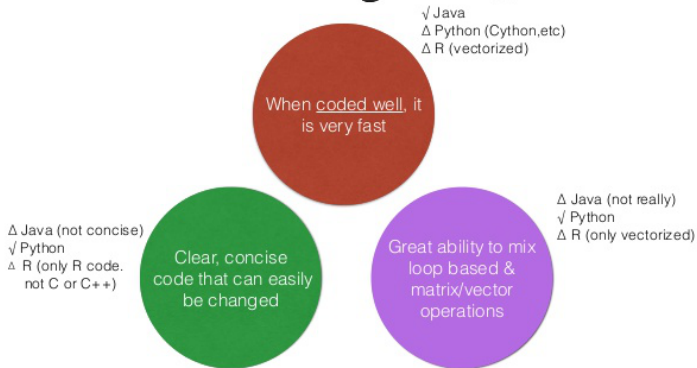 √ Java
Δ Python (Cython,etc)
Δ R (vectorized)
When coded well, it
is very fast
Δ Java (not concise)
√ Python
Δ R (only R code.
not C or C++)
Clear, concise
code that can easily
be changed
Great ability to mix
loop based &
matrix/vector
operations
Δ Java (not really)
√ Python
Δ R (only vectorized)